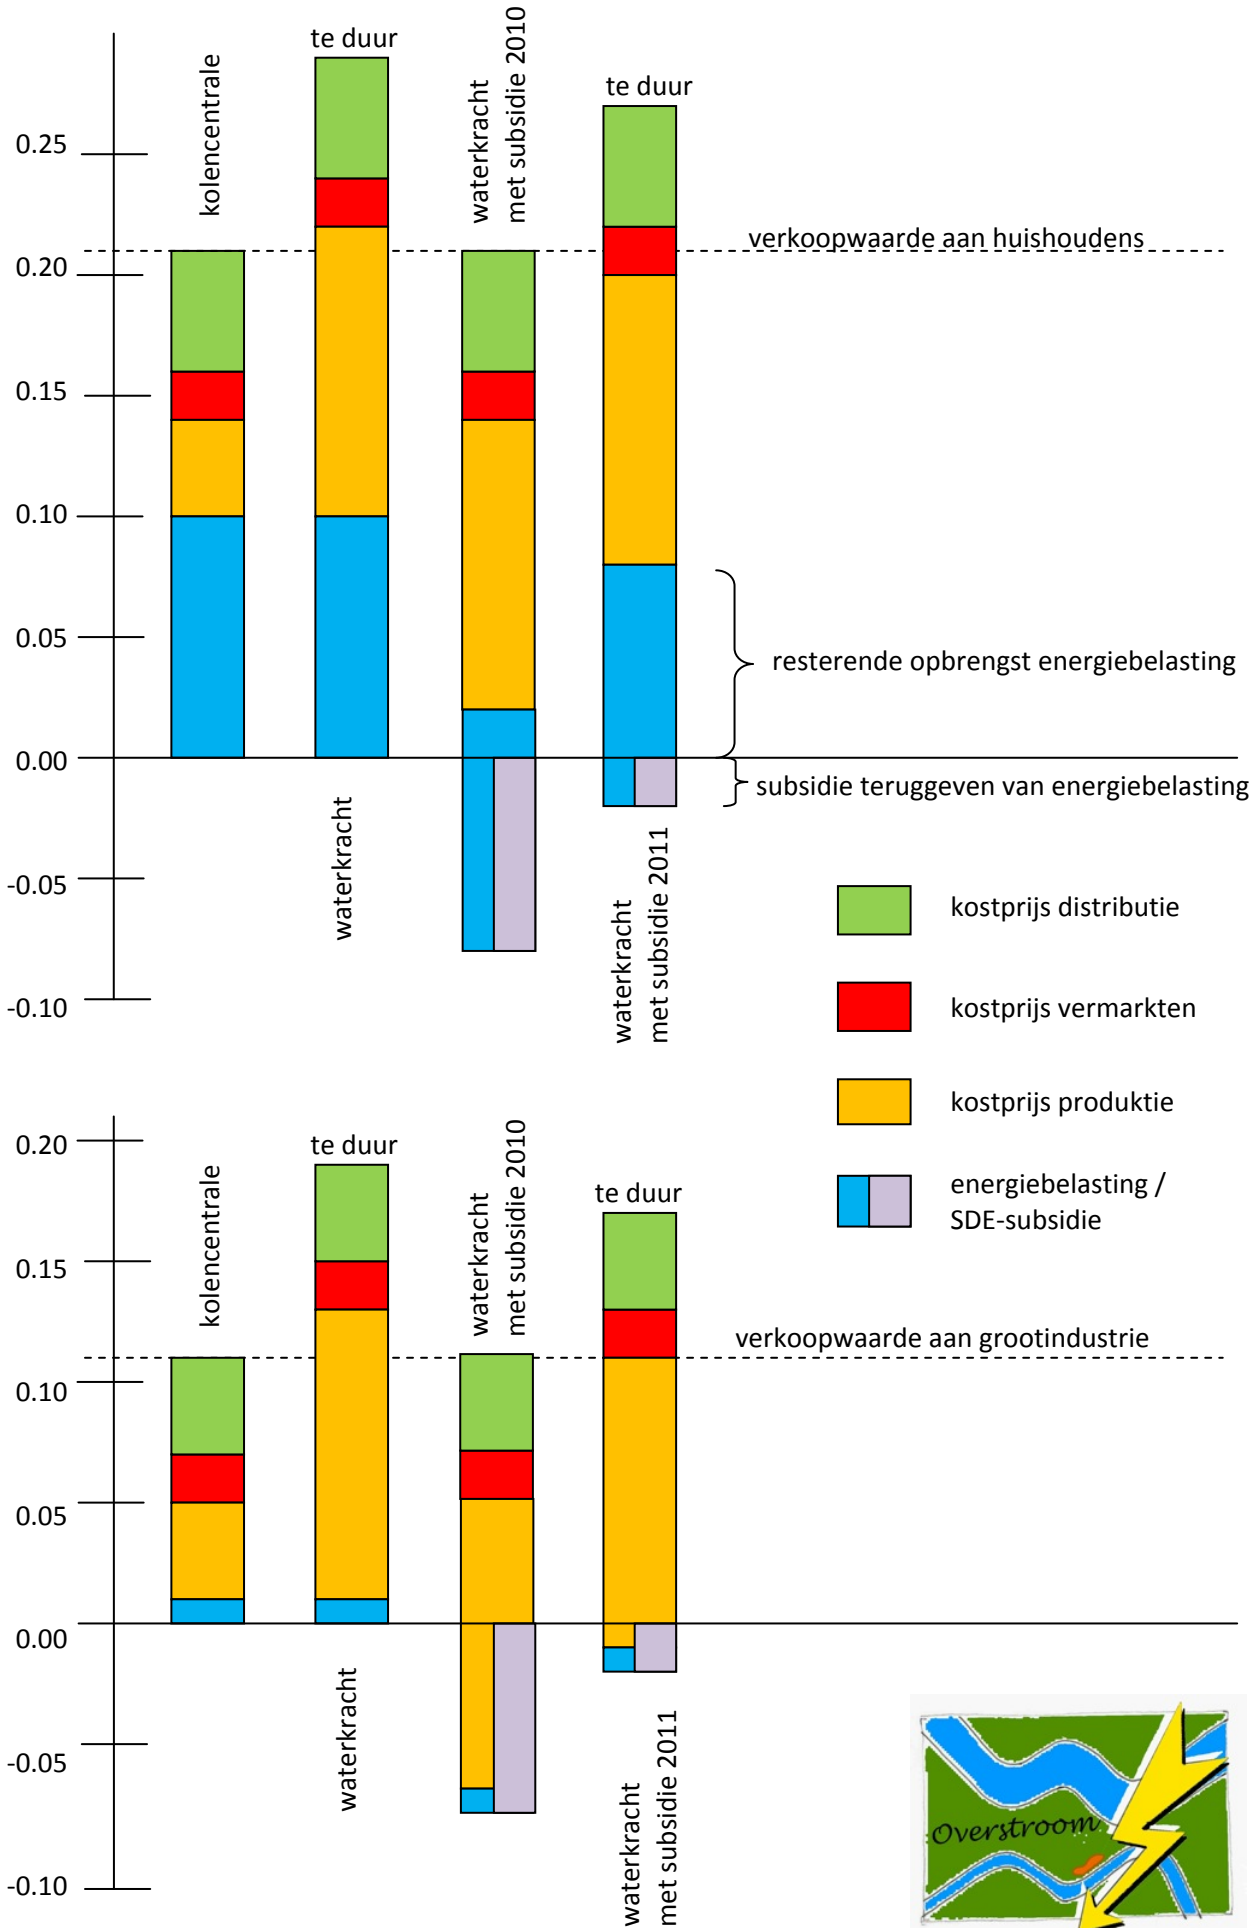 te duur
kolencentrale
waterkracht
met subsidie 2010
te duur
0.25
verkoopwaarde aan huishoudens
0.20
0.15
0.10
0.05
resterende opbrengst energiebelasting
0.00
subsidie teruggeven van energiebelasting
waterkracht
waterkracht
met subsidie 2011
-0.05
kostprijs distributie
-0.10
kostprijs vermarkten
kostprijs produktie
energiebelasting /
SDE-subsidie
0.20
te duur
kolencentrale
waterkracht
met subsidie 2010
te duur
0.15
verkoopwaarde aan grootindustrie
0.10
0.05
0.00
waterkracht
waterkracht
met subsidie 2011
-0.05
Overstroom
-0.10